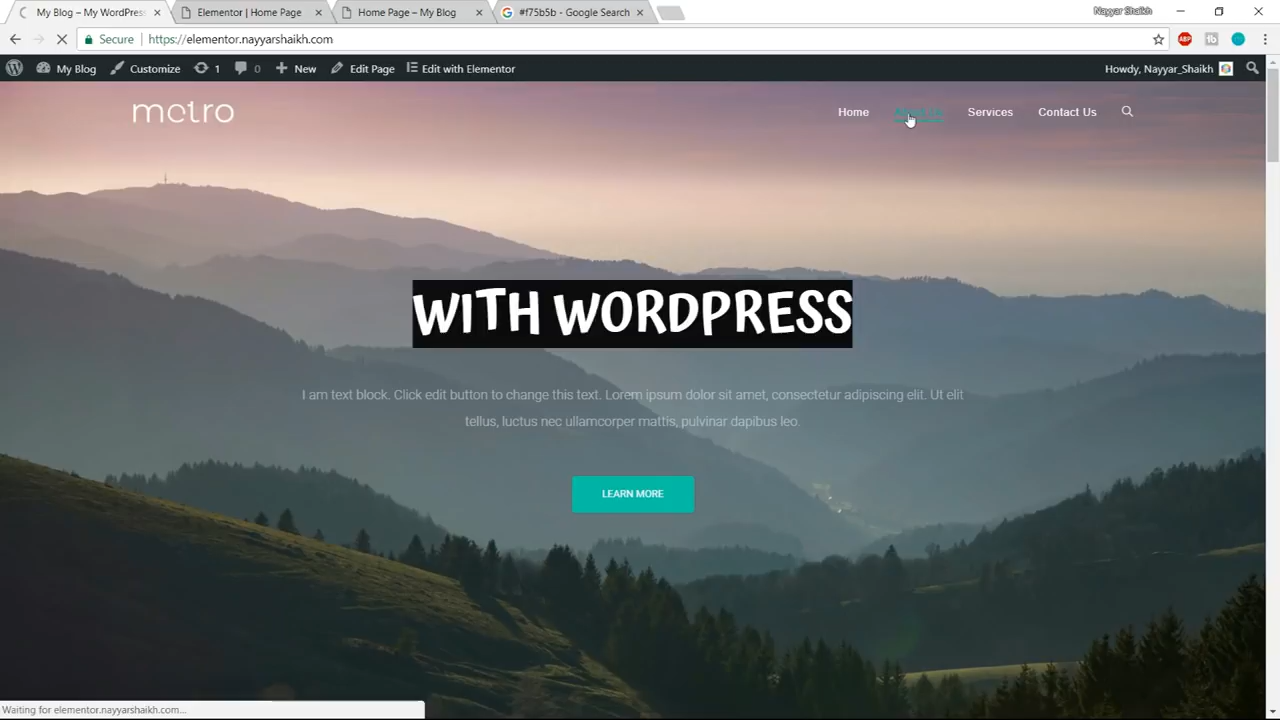 My Blog – My WordPress
Elementor | Home Page
Home Page – My Blog
#f75b5b - Google Search
Nayyar Shaikh
Secure
https://elementor.nayyarshaikh.com
ABP
My Blog
Customize
1
0
New
Edit Page
Edit with Elementor
Howdy, Nayyar_Shaikh
metro
Home
Services
Contact Us
WITH WORDPRESS
I am text block. Click edit button to change this text. Lorem ipsum dolor sit amet, consectetur adipiscing elit. Ut elit
tellus, luctus nec ullamcorper mattis, pulvinar dapibus leo.
LEARN MORE
Waiting for elementor.nayyarshaikh.com...